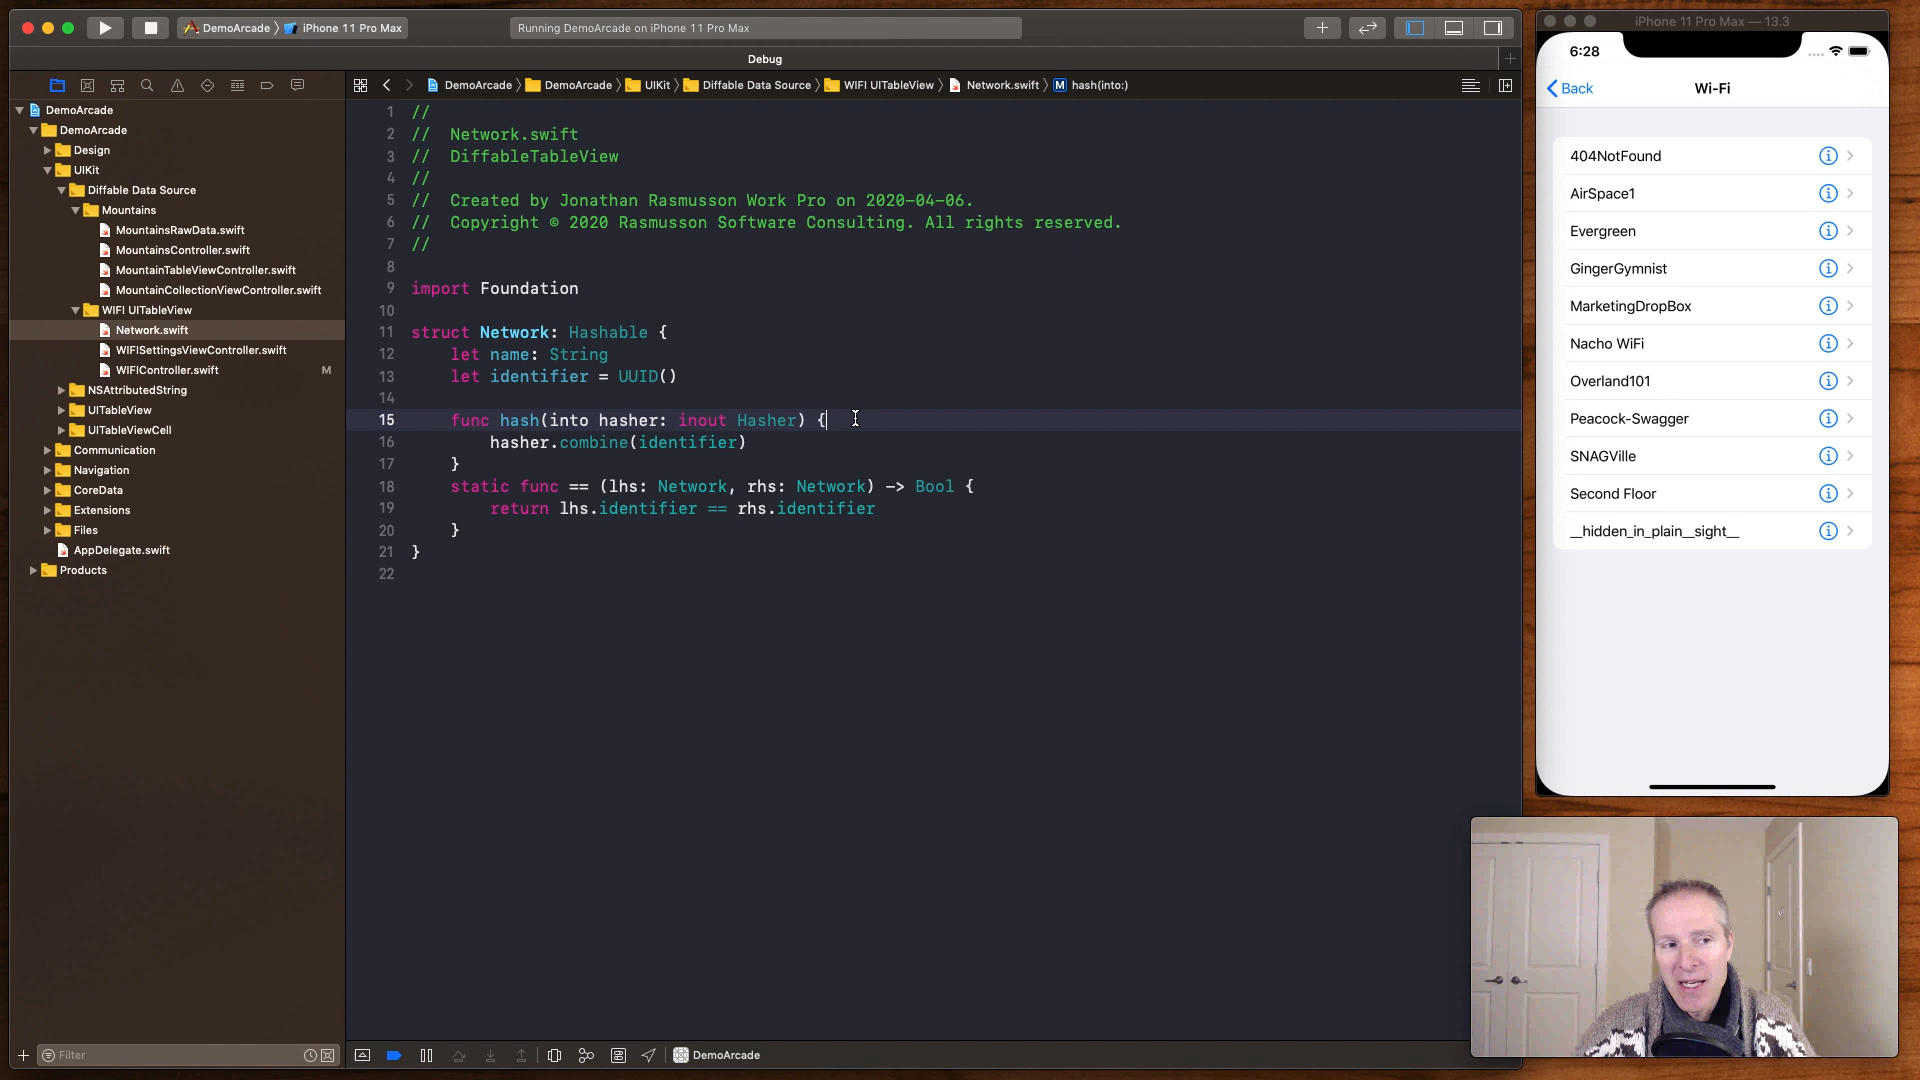 DemoArcade
iPhone 11 Pro Max
Running DemoArcade on iPhone 11 Pro Max
Debug
DemoArcade
DemoArcade
UIKit
Diffable Data Source
WIFI UITableView
Network.swift
M
hash(into:)
DemoArcade
DemoArcade
Design
UIKit
Diffable Data Source
Mountains
MountainsRawData.swift
MountainsController.swift
MountainTableViewController.swift
MountainCollectionViewController.swift
WIFI UITableView
Network.swift
WIFISettingsViewController.swift
WIFIController.swift
M
NSAttributedString
UITableView
UITableViewCell
Communication
Navigation
CoreData
Extensions
Files
AppDelegate.swift
Products
Filter
1 //
2 //  Network.swift
3 //  DiffableTableView
4 //
5 //  Created by Jonathan Rasmusson Work Pro on 2020-04-06.
6 //  Copyright © 2020 Rasmusson Software Consulting. All rights reserved.
7 //
8
9 import Foundation
10
11 struct Network: Hashable {
12     let name: String
13     let identifier = UUID()
14
15     func hash(into hasher: inout Hasher) {
16         hasher.combine(identifier)
17     }
18     static func == (lhs: Network, rhs: Network) -> Bool {
19         return lhs.identifier == rhs.identifier
20     }
21 }
22
DemoArcade
iPhone 11 Pro Max — 13.3
6:28
Back
Wi-Fi
404NotFound
AirSpace1
Evergreen
GingerGymnist
MarketingDropBox
Nacho WiFi
Overland101
Peacock-Swagger
SNAGVille
Second Floor
__hidden_in_plain__sight__